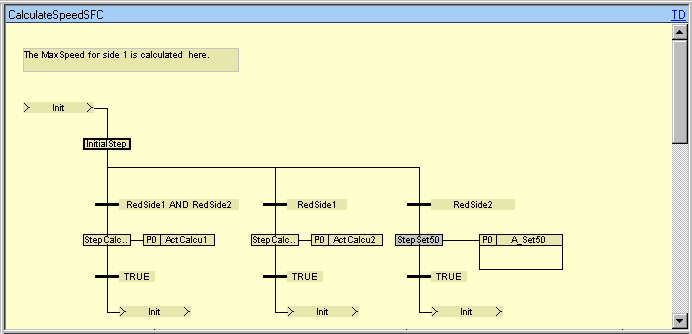 CalculateSpeedSFC TD
The MaxSpeed for side 1 is calculated here.
Init
InitialStep
RedSide1 AND RedSide2 RedSide1 RedSide2
StepCalc.. P0 ActCalcu1 StepCalc.. P0 ActCalcu2 StepSet50 P0 A_Set50
TRUE TRUE TRUE
Init Init Init